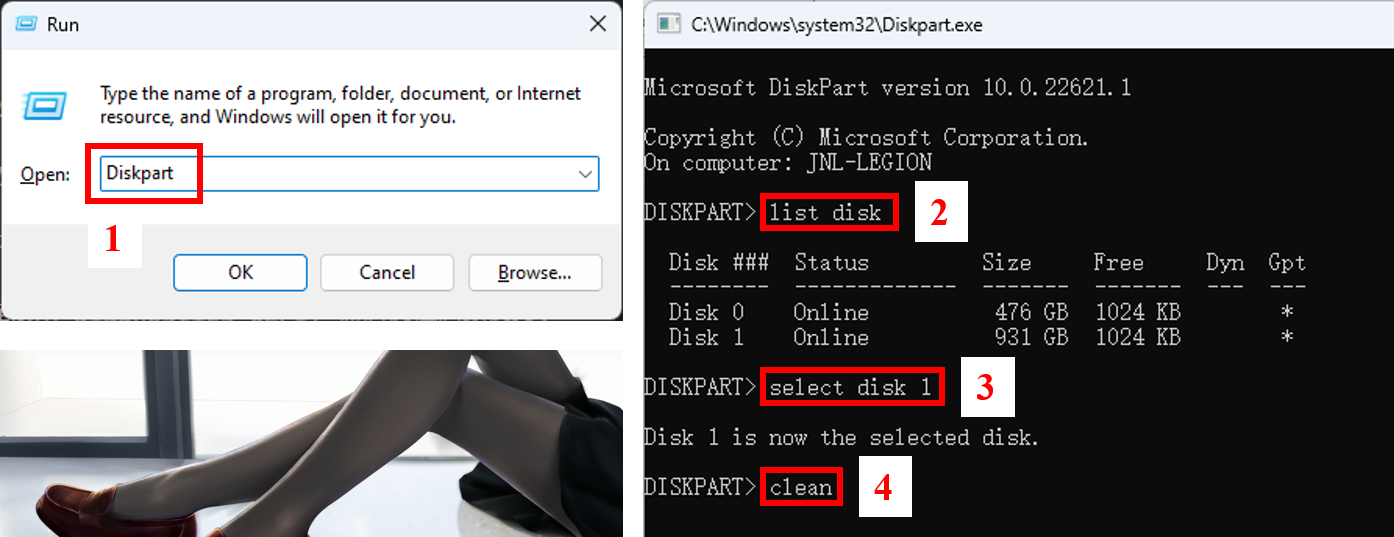 Run
Type the name of a program, folder, document, or Internet
resource, and Windows will open it for you.
Open: Diskpart
1
OK Cancel Browse...
C:\Windows\system32\Diskpart.exe
Microsoft DiskPart version 10.0.22621.1
Copyright (C) Microsoft Corporation.
On computer: JNL-LEGION
DISKPART> list disk 2
Disk ### Status Size Free Dyn Gpt
-------- ------------- ------- ------- --- ---
Disk 0 Online 476 GB 1024 KB *
Disk 1 Online 931 GB 1024 KB *
DISKPART> select disk 1 3
Disk 1 is now the selected disk.
DISKPART> clean 4